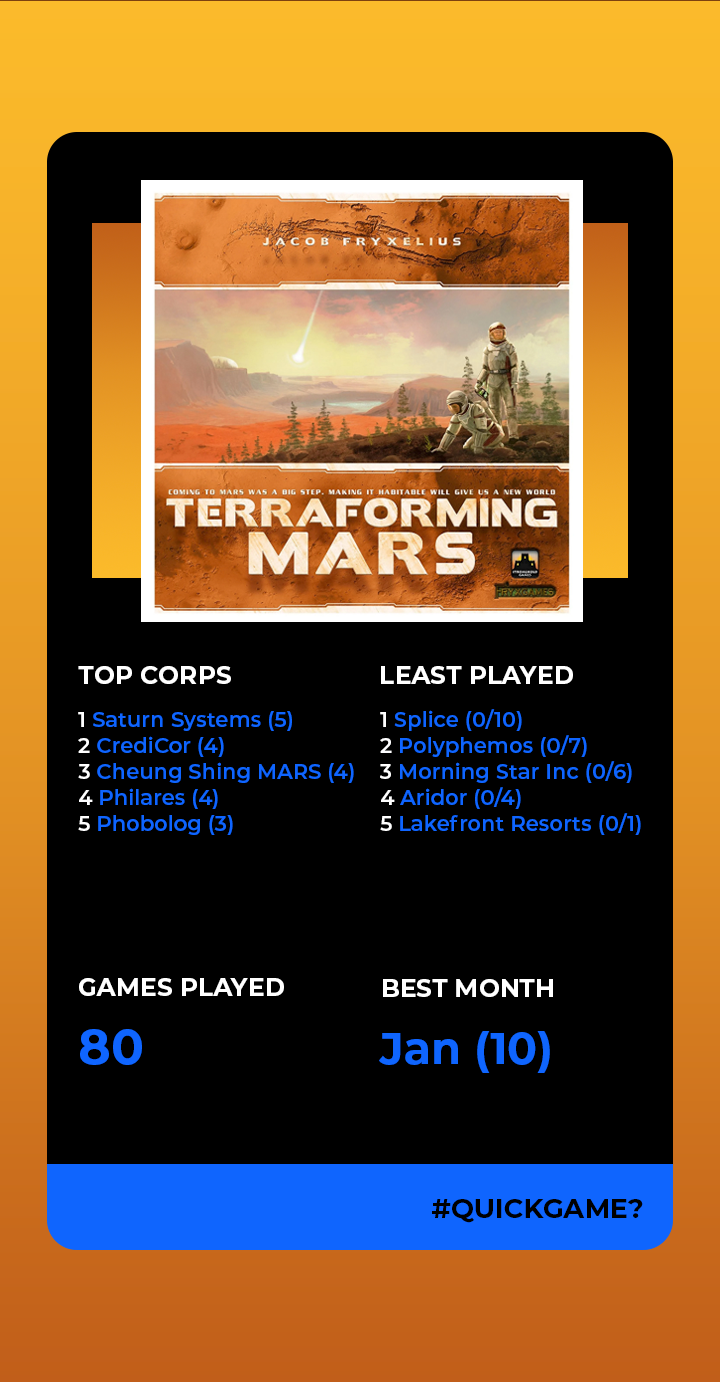 JACOB FRYXELIUS
COMING TO MARS WAS A BIG STEP. MAKING IT HABITABLE WILL GIVE US A NEW WORLD
TERRAFORMING
MARS
STRONGHOLD
GAMES
TOP CORPS
1 Saturn Systems (5)
2 CrediCor (4)
3 Cheung Shing MARS (4)
4 Philares (4)
5 Phobolog (3)
LEAST PLAYED
1 Splice (0/10)
2 Polyphemos (0/7)
3 Morning Star Inc (0/6)
4 Aridor (0/4)
5 Lakefront Resorts (0/1)
GAMES PLAYED
80
BEST MONTH
Jan (10)
#QUICKGAME?